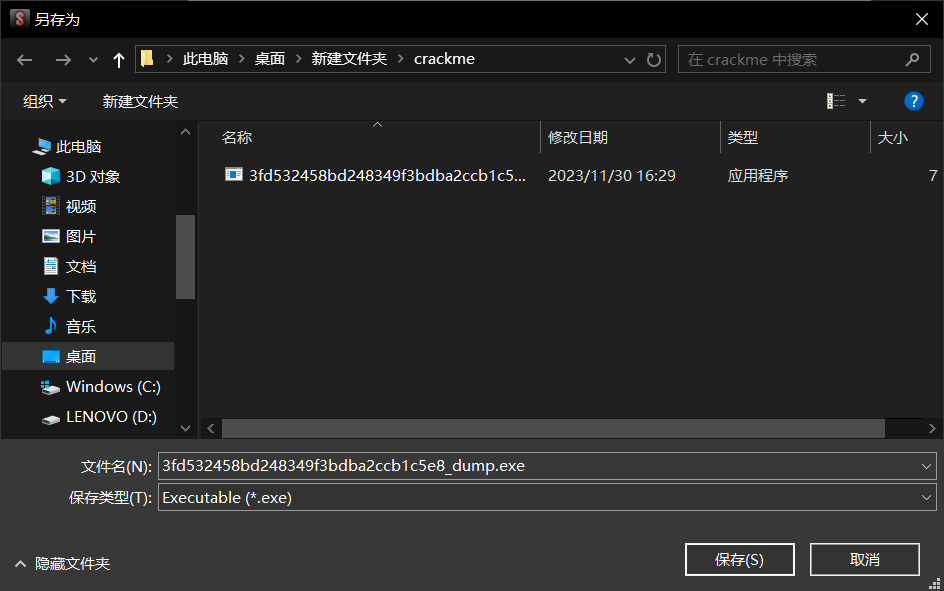 另存为
此电脑 桌面 新建文件夹 crackme 在 crackme 中搜索
组织 新建文件夹 ?
名称 修改日期 类型 大小
3fd532458bd248349f3bdba2ccb1c5... 2023/11/30 16:29 应用程序 7
此电脑
3D 对象
视频
图片
文档
下载
音乐
桌面
Windows (C:)
LENOVO (D:)
文件名(N): 3fd532458bd248349f3bdba2ccb1c5e8_dump.exe
保存类型(T): Executable (*.exe)
隐藏文件夹 保存(S) 取消